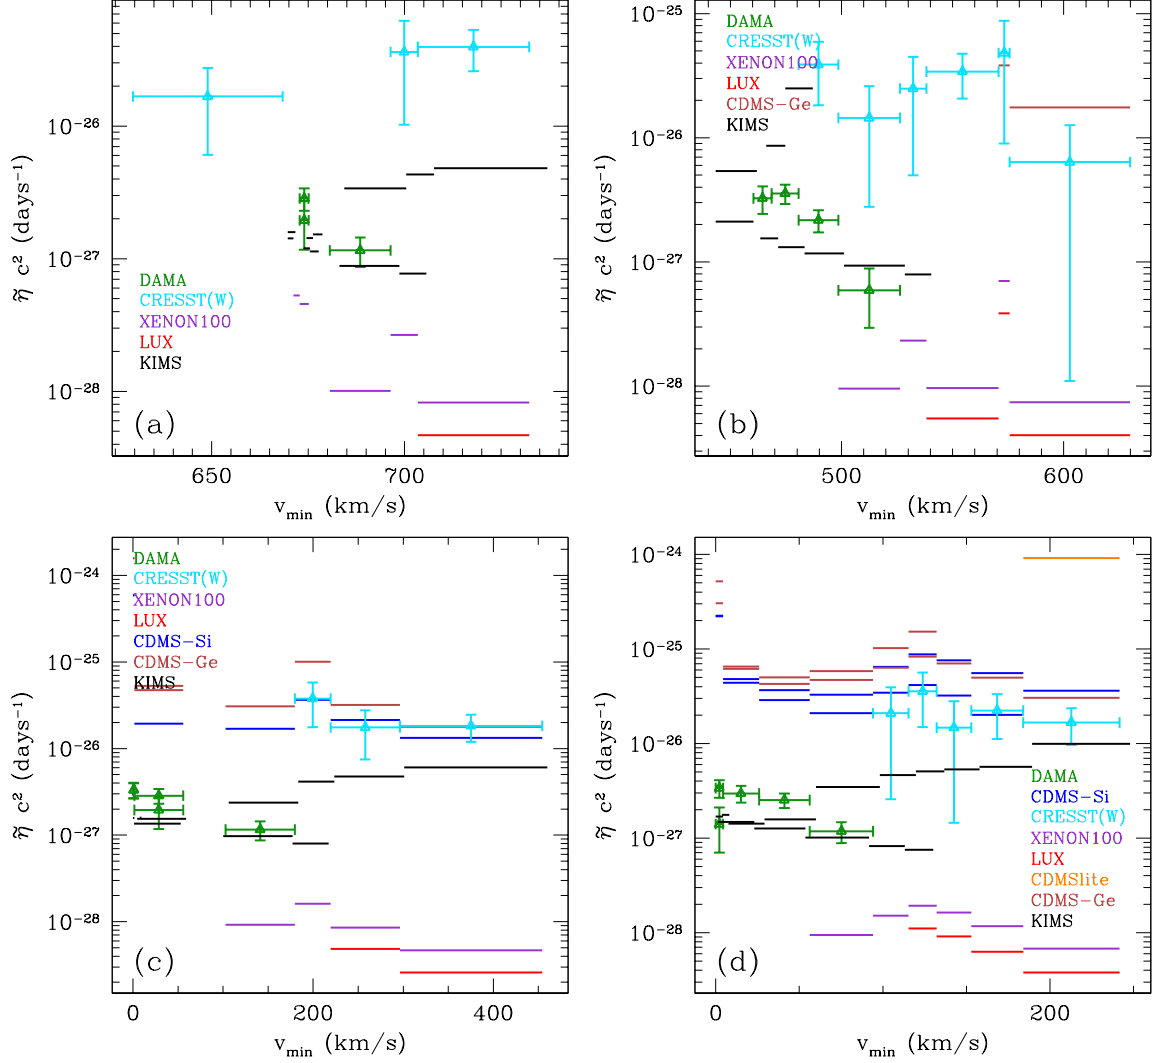 10⁻²⁶
10⁻²⁷
10⁻²⁸
η̃ c² (days⁻¹)
DAMA
CRESST(W)
XENON100
LUX
KIMS
(a)
650
700
v_min (km/s)
10⁻²⁵
10⁻²⁶
10⁻²⁷
10⁻²⁸
η̃ c² (days⁻¹)
DAMA
CRESST(W)
XENON100
LUX
CDMS-Ge
KIMS
(b)
500
600
v_min (km/s)
10⁻²⁴
10⁻²⁵
10⁻²⁶
10⁻²⁷
10⁻²⁸
η̃ c² (days⁻¹)
DAMA
CRESST(W)
XENON100
LUX
CDMS-Si
CDMS-Ge
KIMS
(c)
0
200
400
v_min (km/s)
10⁻²⁴
10⁻²⁵
10⁻²⁶
10⁻²⁷
10⁻²⁸
η̃ c² (days⁻¹)
DAMA
CDMS-Si
CRESST(W)
XENON100
LUX
CDMSlite
CDMS-Ge
KIMS
(d)
0
100
200
v_min (km/s)